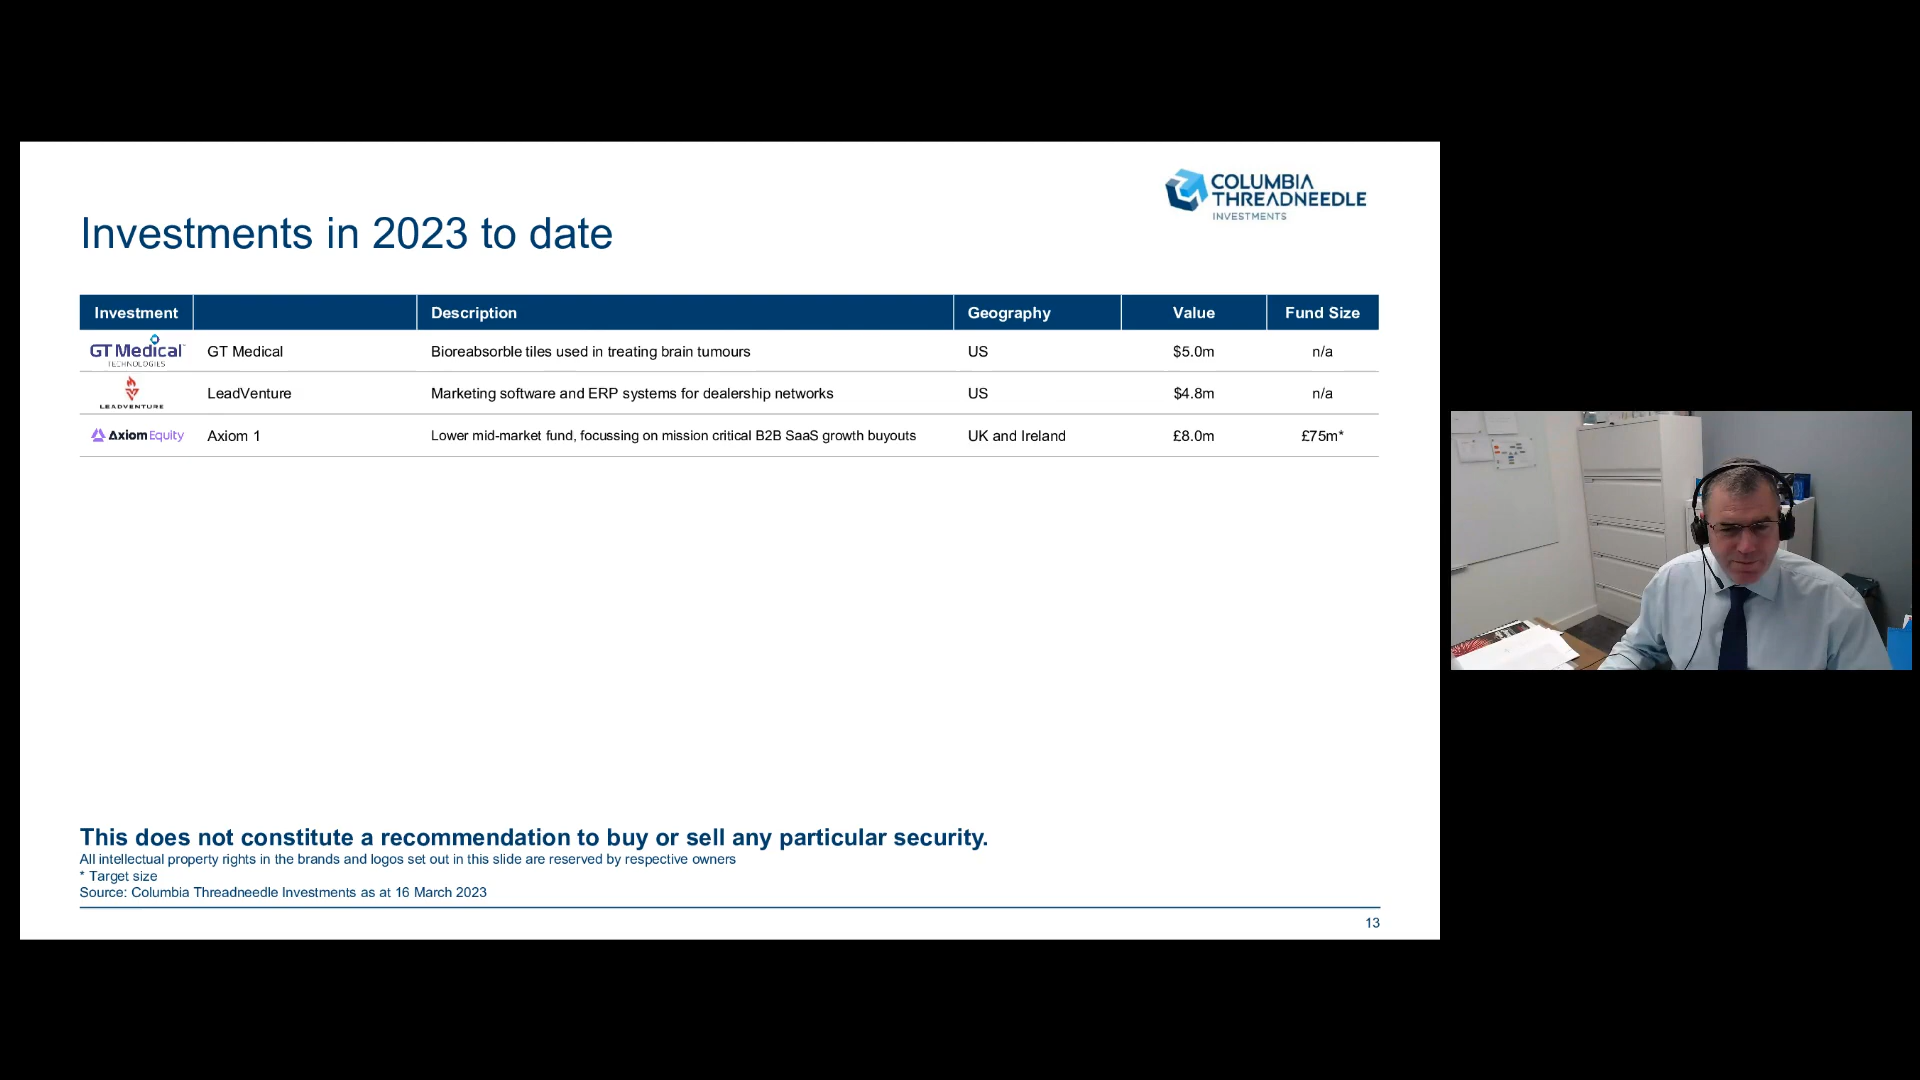 COLUMBIA
THREADNEEDLE
INVESTMENTS
Investments in 2023 to date
Investment Description Geography Value Fund Size
GT Medical TECHNOLOGIES GT Medical Bioreabsorble tiles used in treating brain tumours US $5.0m n/a
LEADVENTURE LeadVenture Marketing software and ERP systems for dealership networks US $4.8m n/a
Axiom Equity Axiom 1 Lower mid-market fund, focussing on mission critical B2B SaaS growth buyouts UK and Ireland £8.0m £75m*
This does not constitute a recommendation to buy or sell any particular security.
All intellectual property rights in the brands and logos set out in this slide are reserved by respective owners
* Target size
Source: Columbia Threadneedle Investments as at 16 March 2023
13